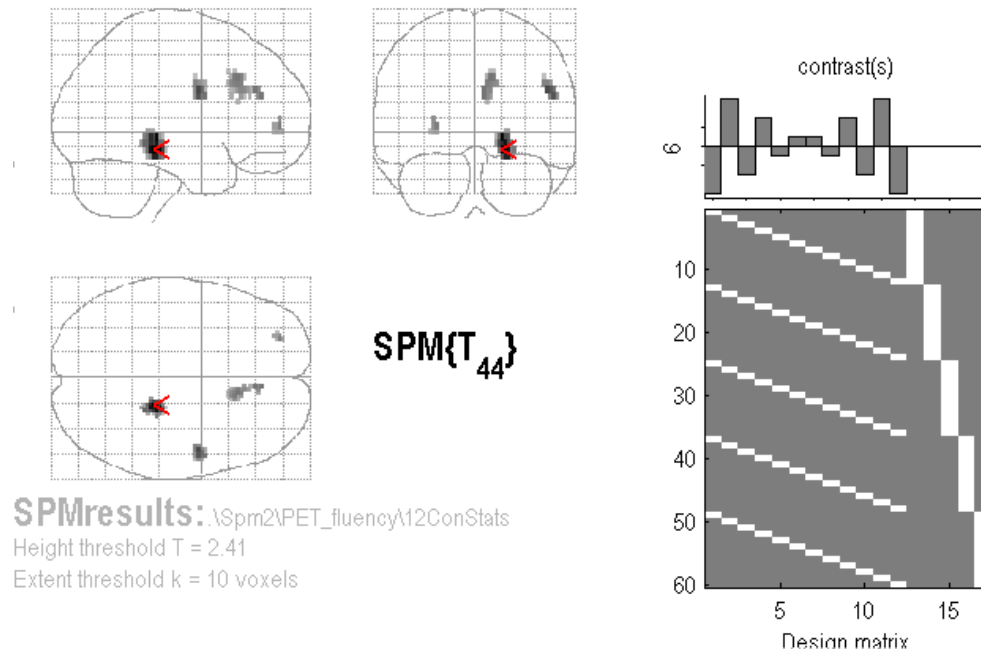 contrast(s)
6
SPM{T44}
10
20
30
40
50
60
5 10 15
Design matrix
SPMresults: .\Spm2\PET_fluency\12ConStats
Height threshold T = 2.41
Extent threshold k = 10 voxels